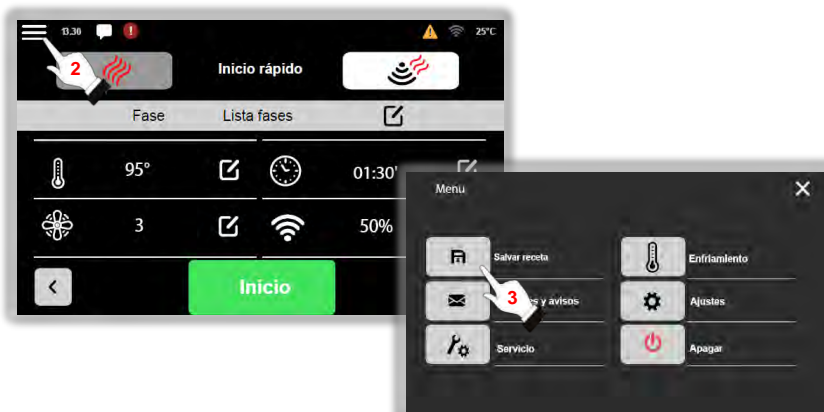 13.30
25°C
2
Inicio rápido
Fase Lista fases
95° 01:30'
3 50%
Inicio
Menu
Salvar receta Enfriamiento
3 s y avisos Ajustes
Servicio Apagar